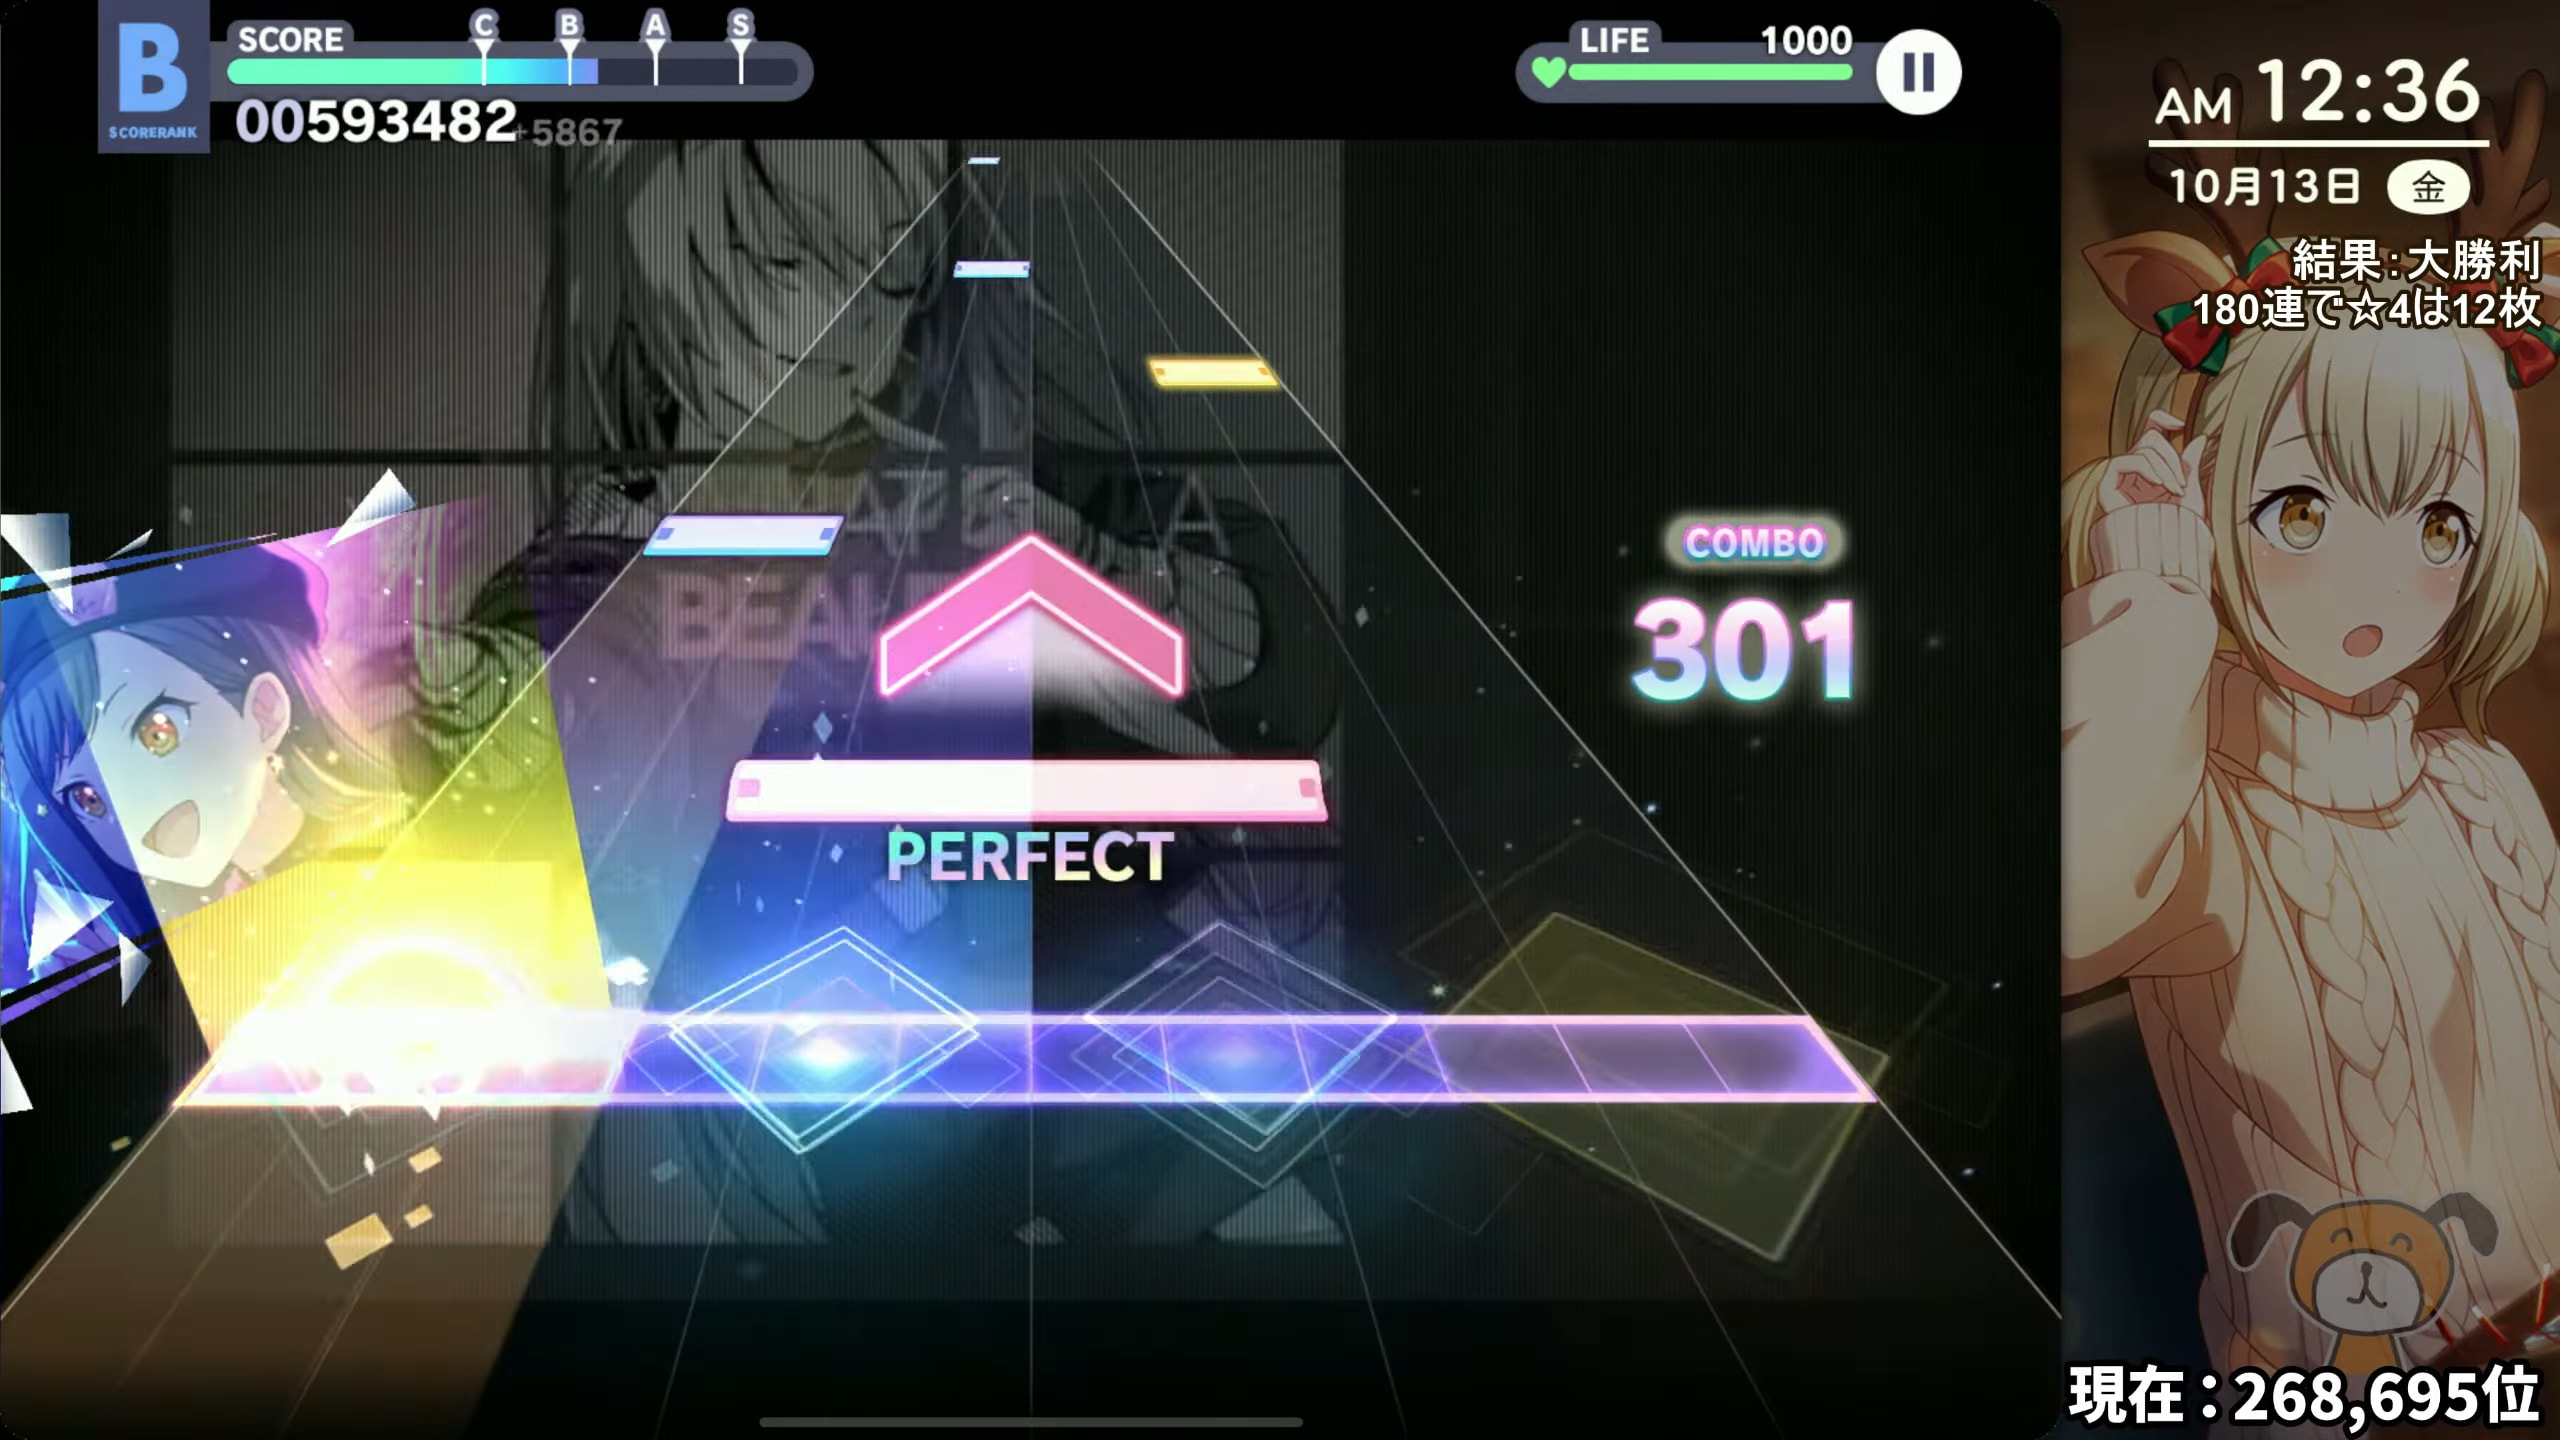 B
SCORERANK
SCORE
C B A S
00593482
+5867
LIFE 1000
COMBO
301
PERFECT
AM 12:36
10月13日 金
結果:大勝利
180連で☆4は12枚
現在:268,695位